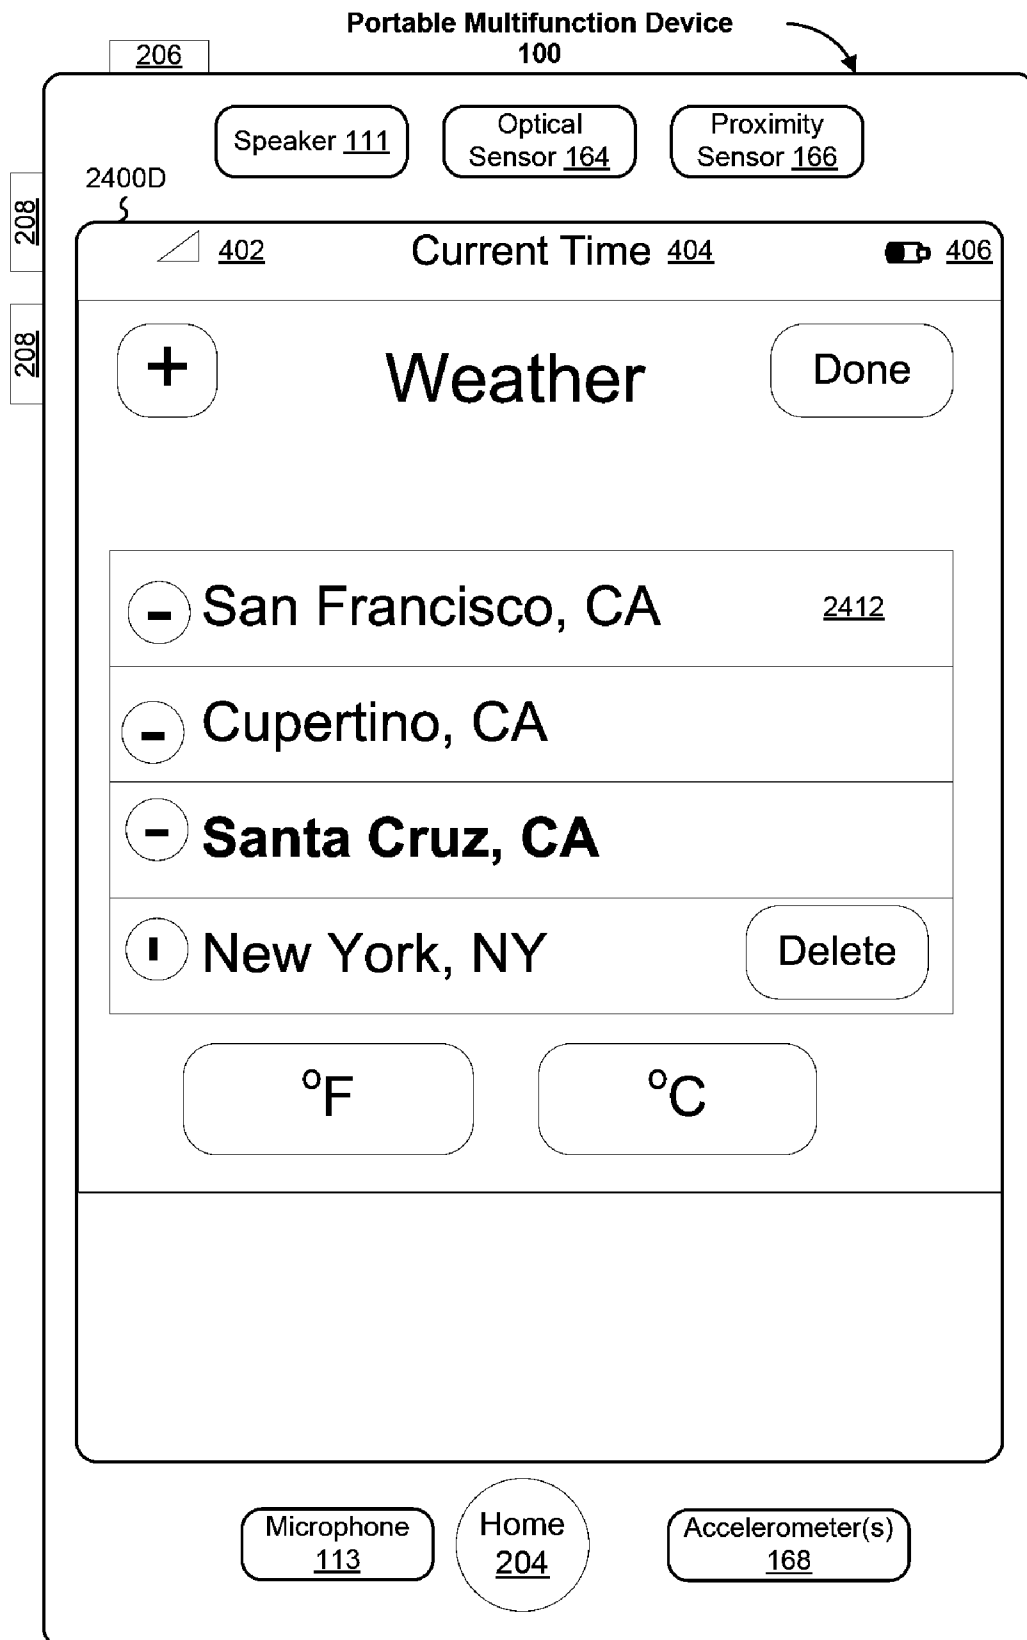 Portable Multifunction Device
100
206
Speaker 111
Optical
Sensor 164
Proximity
Sensor 166
2400D
208
208
402
Current Time 404
406
+
Weather
Done
- San Francisco, CA
2412
- Cupertino, CA
- Santa Cruz, CA
New York, NY
Delete
°F
°C
Microphone
113
Home
204
Accelerometer(s)
168